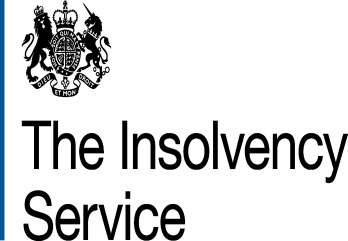 DIEU ET MON DROIT
The Insolvency
Service